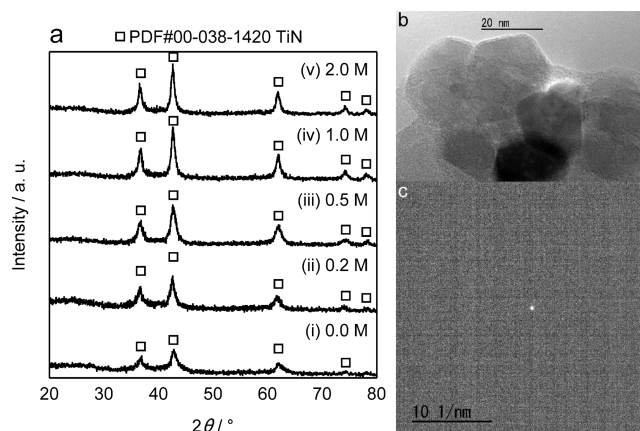 a □ PDF#00-038-1420 TiN
(v) 2.0 M
(iv) 1.0 M
(iii) 0.5 M
(ii) 0.2 M
(i) 0.0 M
Intensity / a. u.
20 30 40 50 60 70 80
2θ / °
b
20 nm
c
10 1/nm